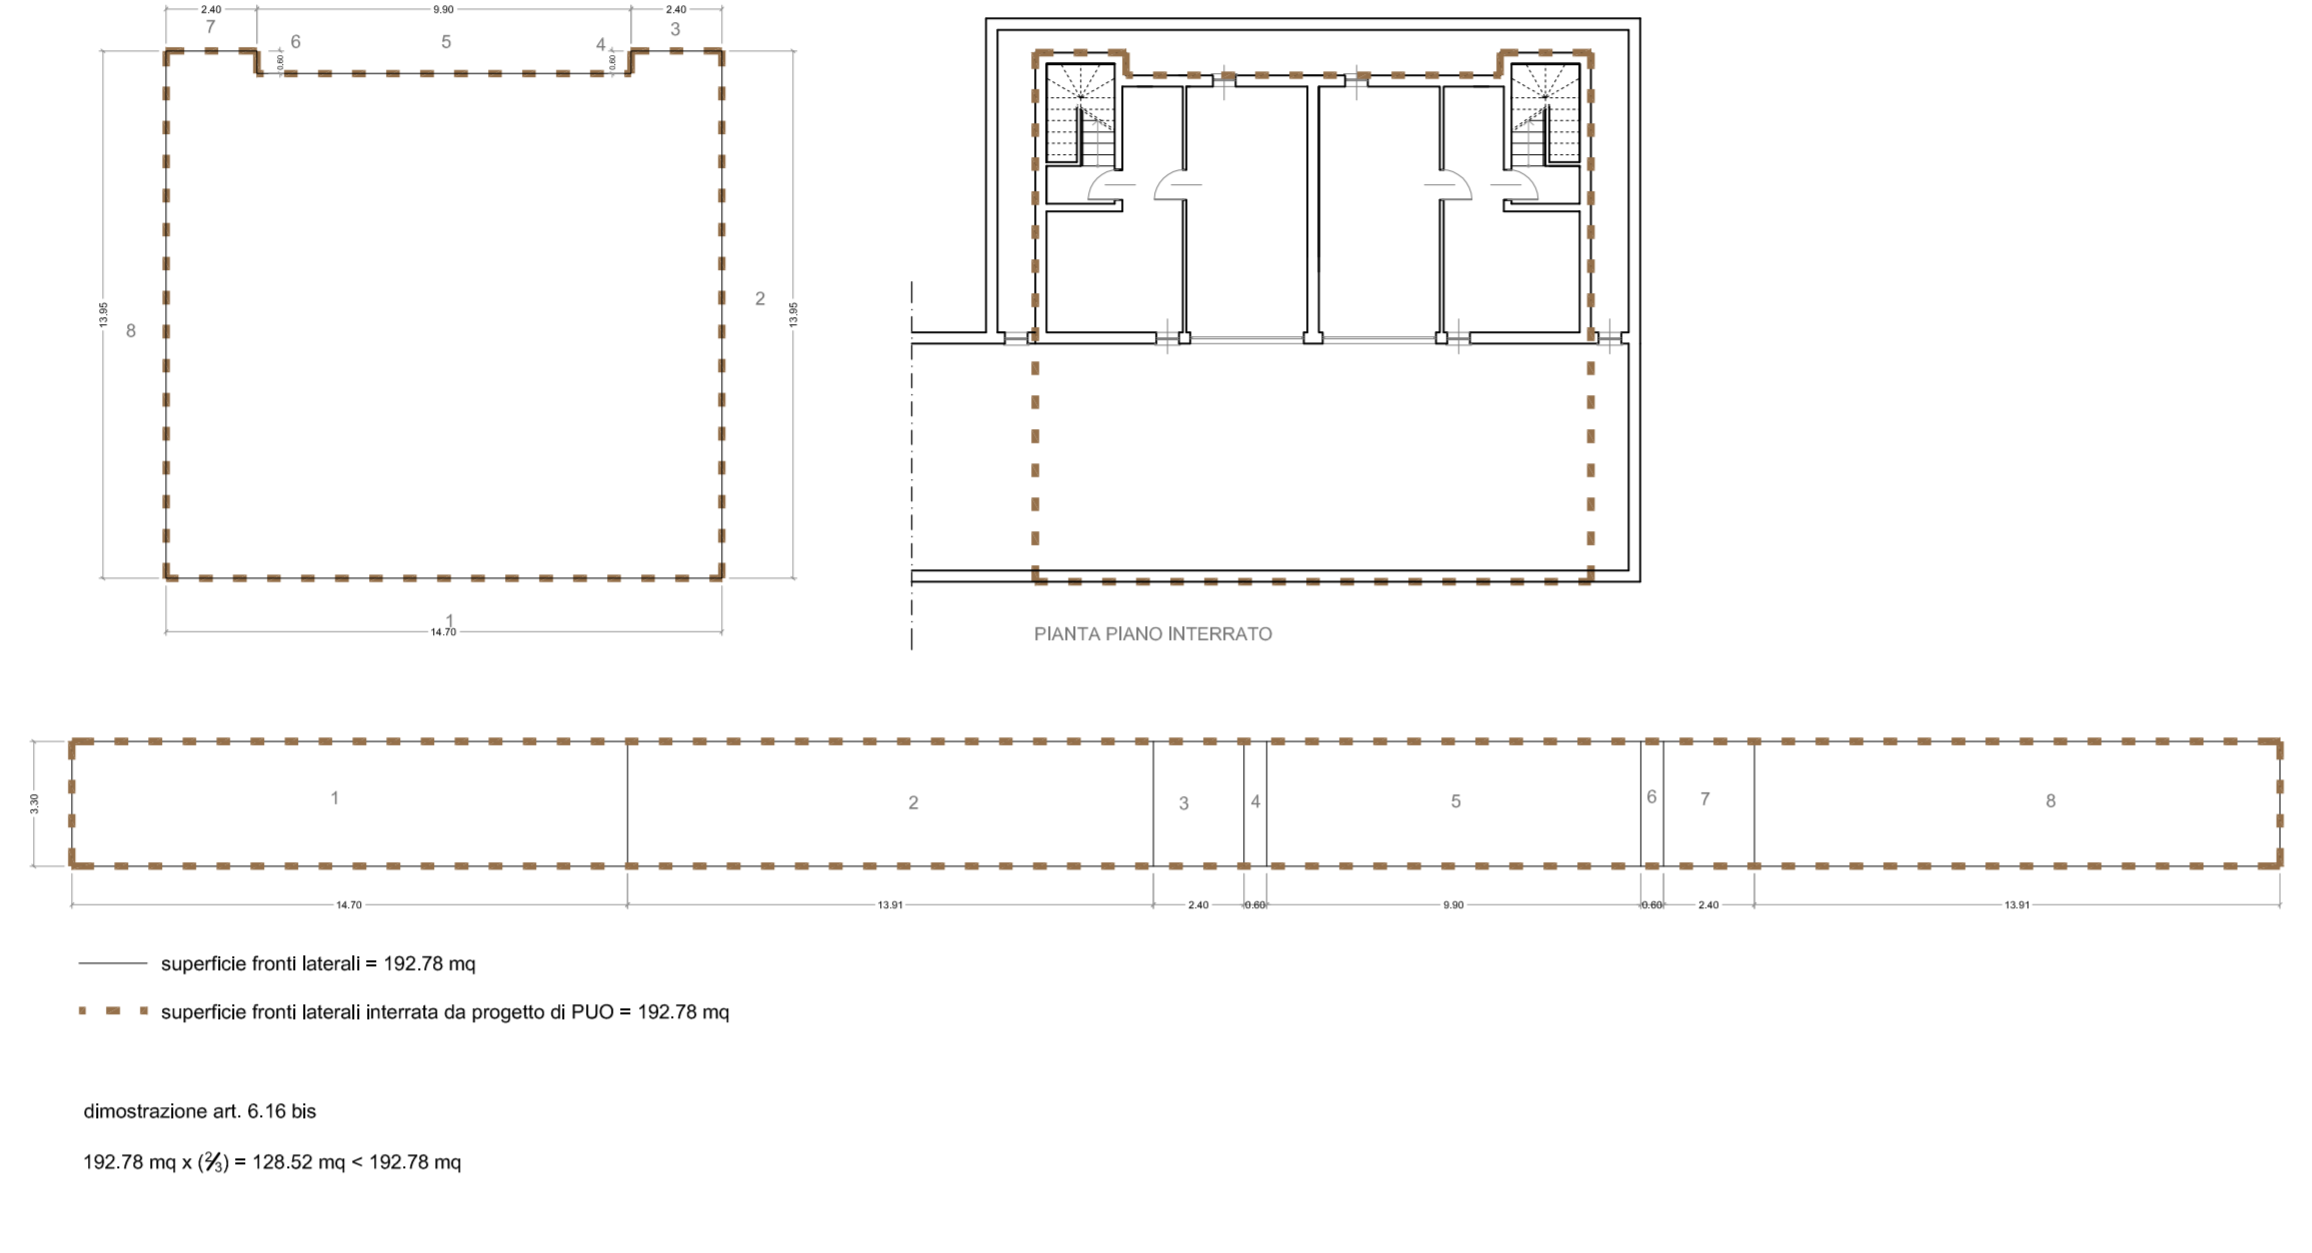 2.40 9.90 2.40
7 6 5 4 3
0.60 0.60
13.95 8 2 13.95
1
14.70
PIANTA PIANO INTERRATO
3.30
1 2 3 4 5 6 7 8
14.70 13.91 2.40 0.60 9.90 0.60 2.40 13.91
superficie fronti laterali = 192.78 mq
superficie fronti laterali interrata da progetto di PUO = 192.78 mq
dimostrazione art. 6.16 bis
192.78 mq x (2/3) = 128.52 mq < 192.78 mq